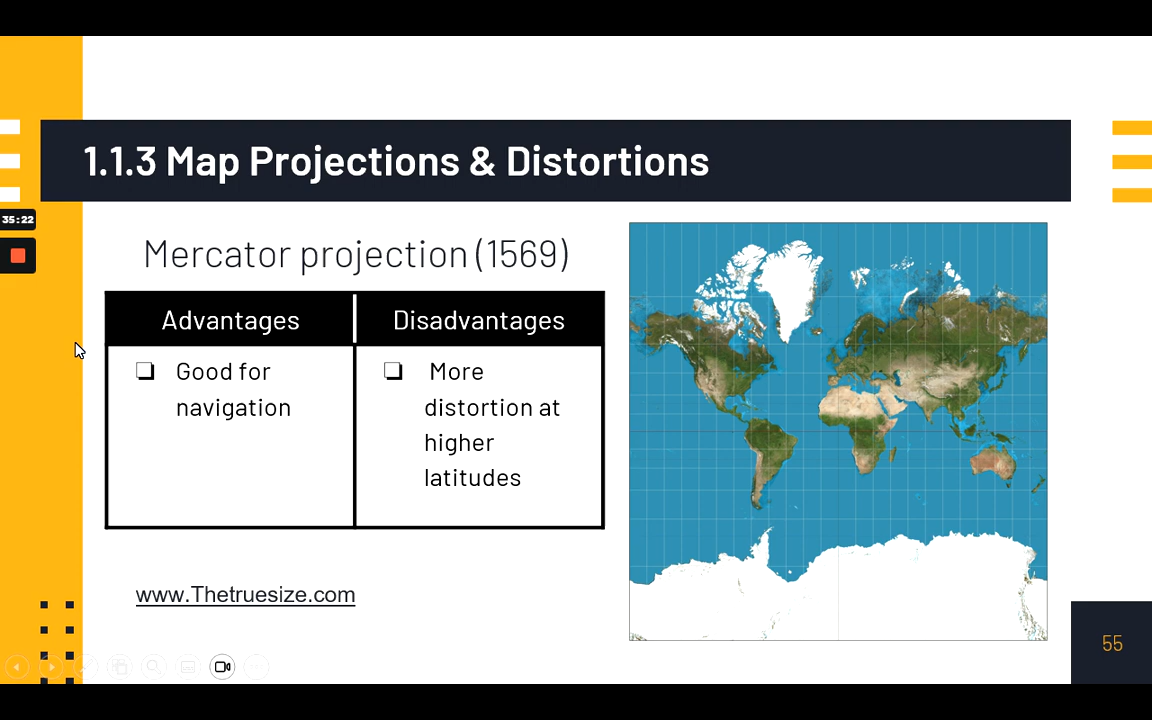 1.1.3 Map Projections & Distortions
35:22
Mercator projection (1569)
Advantages
Disadvantages
❏ Good for
navigation
❏ More
distortion at
higher
latitudes
www.Thetruesize.com
55